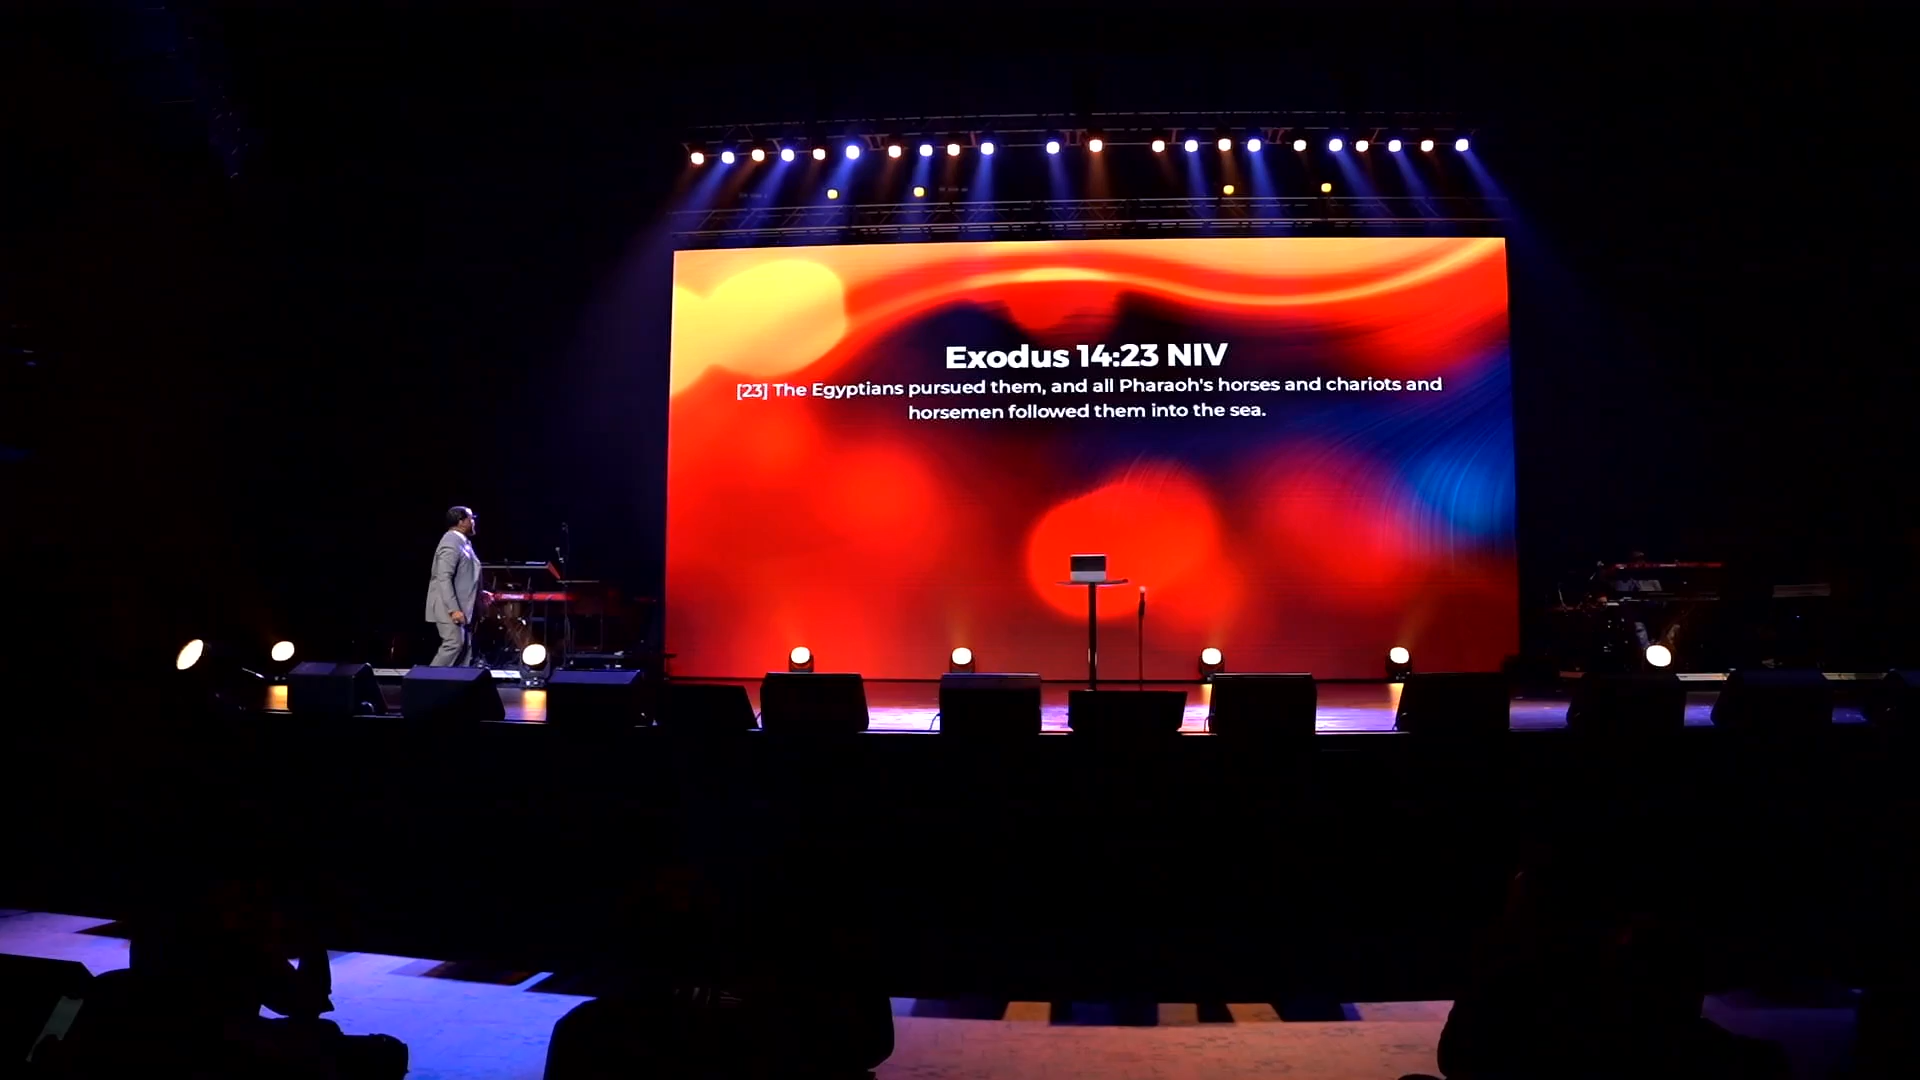 Exodus 14:23 NIV
[23] The Egyptians pursued them, and all Pharaoh's horses and chariots and
horsemen followed them into the sea.